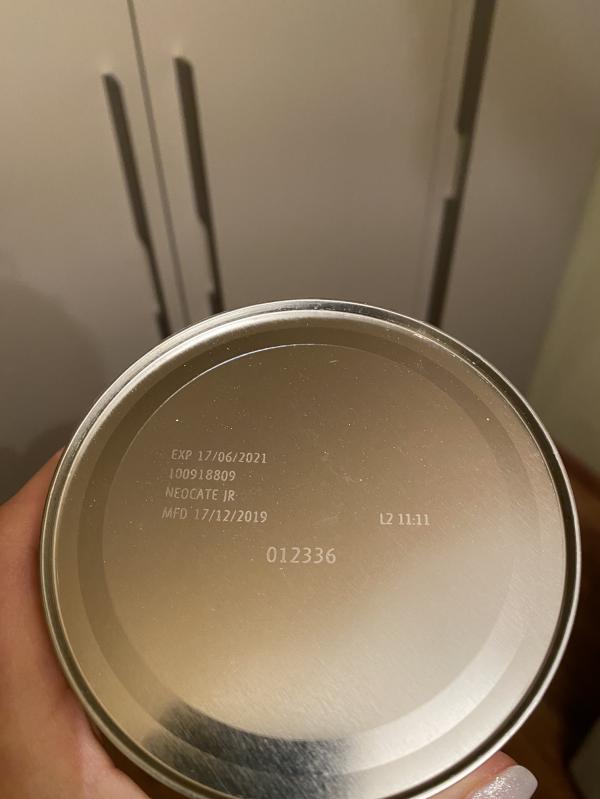 EXP 17/06/2021
100918809
NEOCATE JR
MFD 17/12/2019
L2 11:11
012336